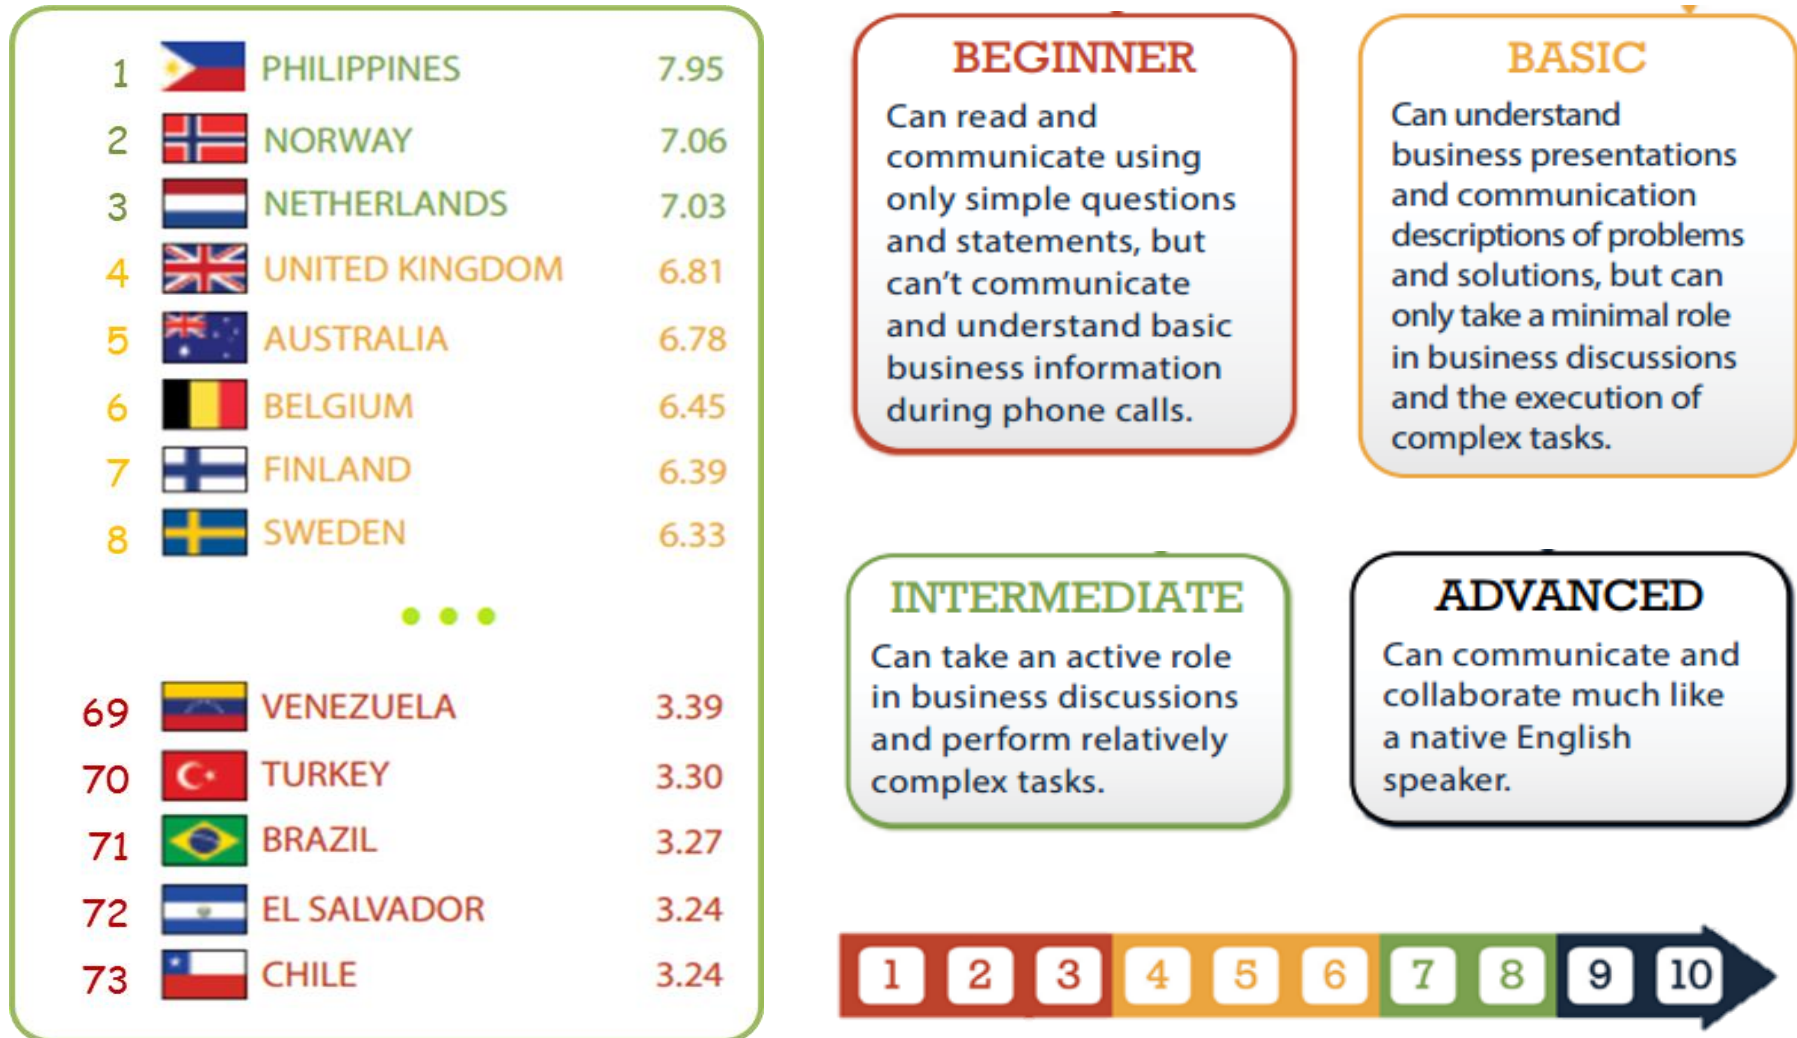 1 PHILIPPINES 7.95
2 NORWAY 7.06
3 NETHERLANDS 7.03
4 UNITED KINGDOM 6.81
5 AUSTRALIA 6.78
6 BELGIUM 6.45
7 FINLAND 6.39
8 SWEDEN 6.33
69 VENEZUELA 3.39
70 TURKEY 3.30
71 BRAZIL 3.27
72 EL SALVADOR 3.24
73 CHILE 3.24
BEGINNER
Can read and
communicate using
only simple questions
and statements, but
can't communicate
and understand basic
business information
during phone calls.
BASIC
Can understand
business presentations
and communication
descriptions of problems
and solutions, but can
only take a minimal role
in business discussions
and the execution of
complex tasks.
INTERMEDIATE
Can take an active role
in business discussions
and perform relatively
complex tasks.
ADVANCED
Can communicate and
collaborate much like
a native English
speaker.
1 2 3 4 5 6 7 8 9 10